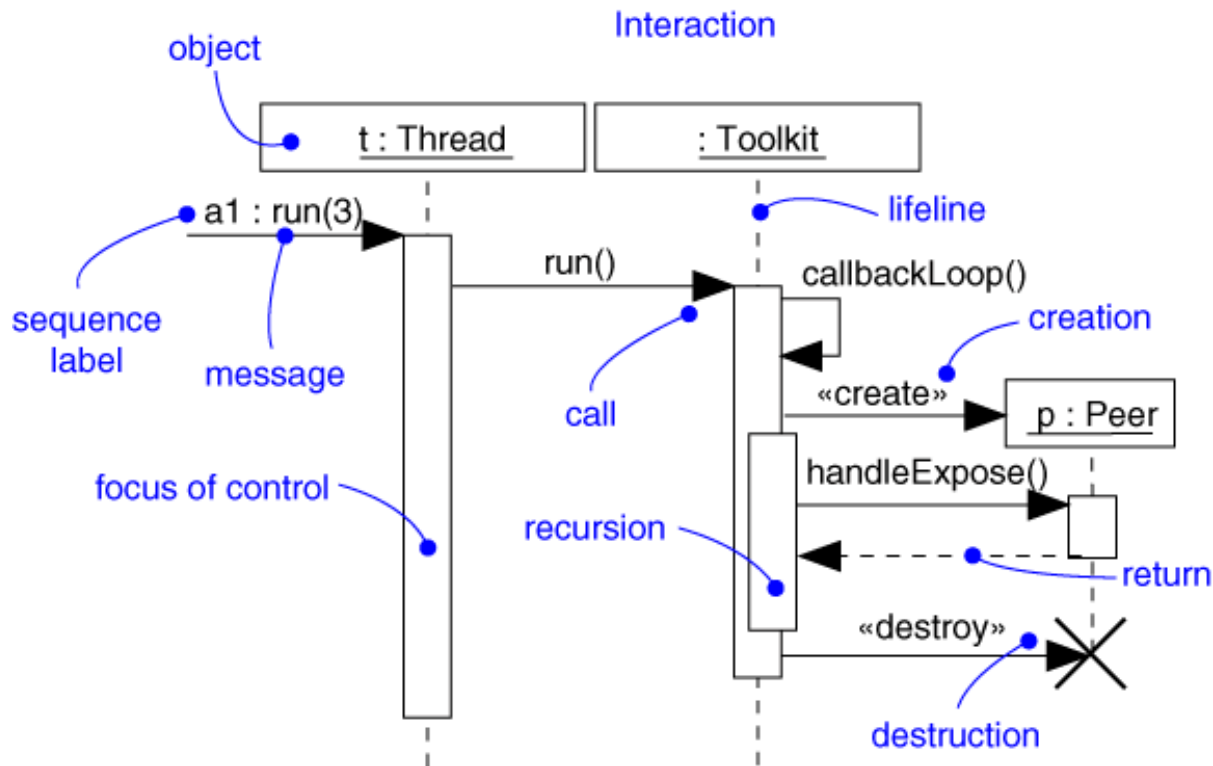 Interaction
object
t : Thread
: Toolkit
a1 : run(3)
lifeline
run()
callbackLoop()
sequence
label
message
creation
call
«create»
p : Peer
handleExpose()
focus of control
recursion
return
«destroy»
destruction